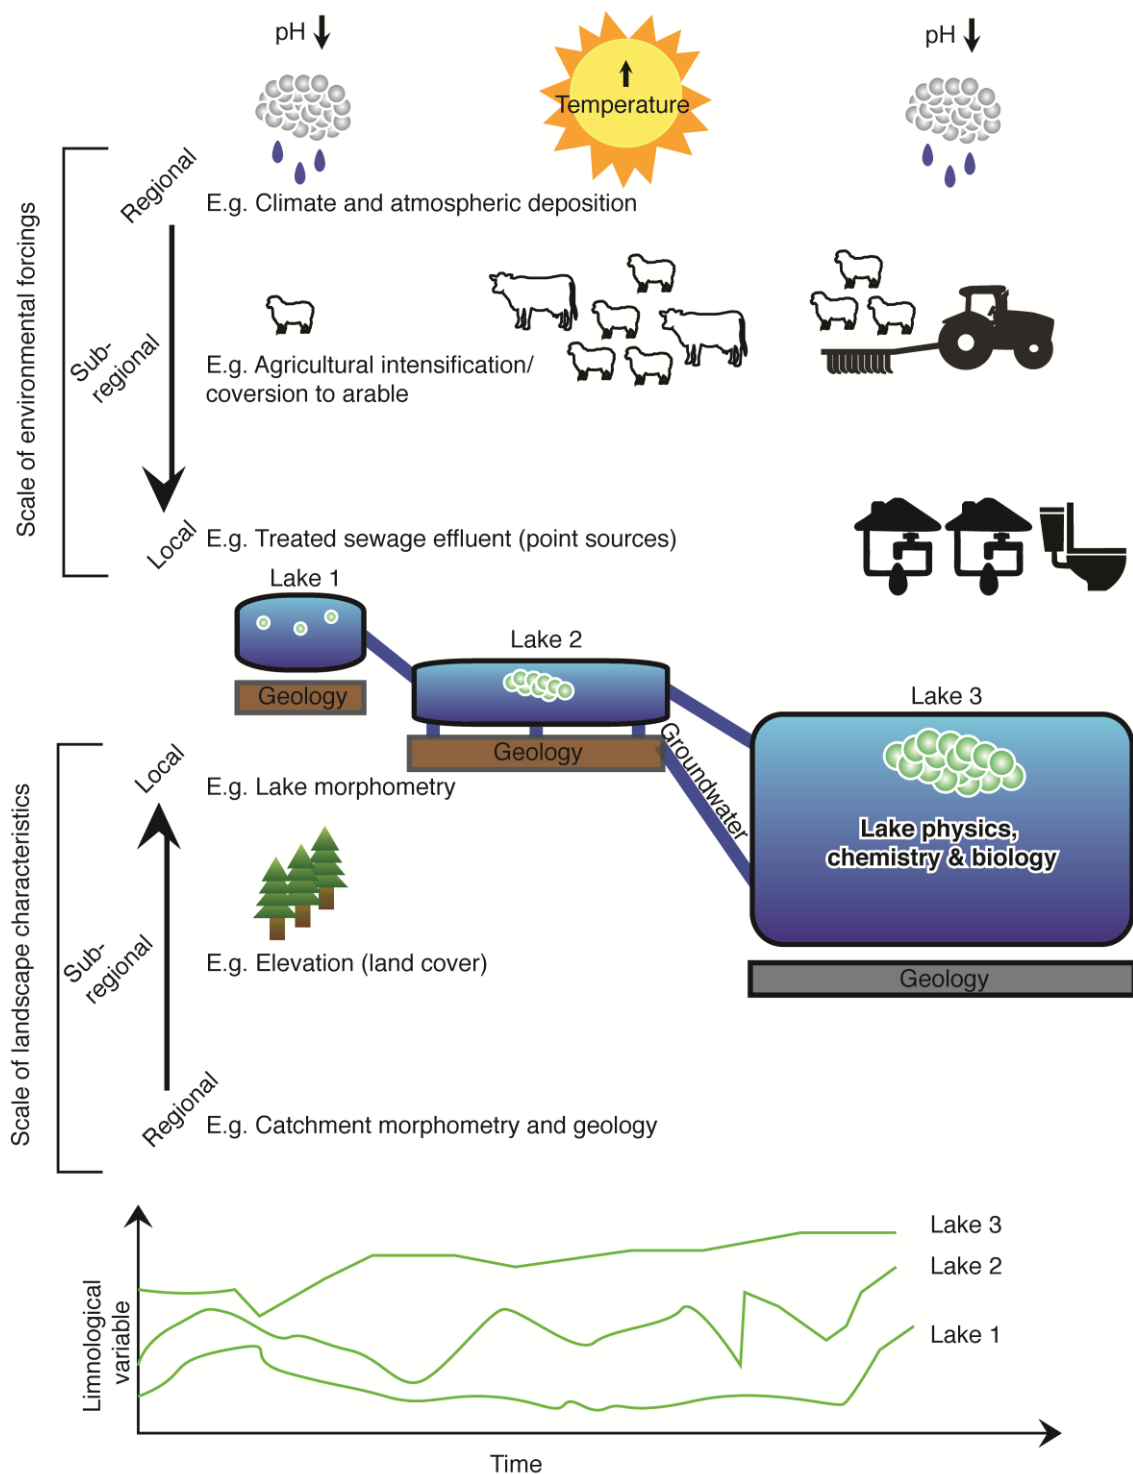 pH
pH
Temperature
Scale of environmental forcings
Regional
Sub-
regional
Local
E.g. Climate and atmospheric deposition
E.g. Agricultural intensification/
coversion to arable
E.g. Treated sewage effluent (point sources)
Lake 1
Geology
Lake 2
Geology
Groundwater
Lake 3
Lake physics,
chemistry & biology
Geology
Scale of landscape characteristics
Local
Sub-
regional
Regional
E.g. Lake morphometry
E.g. Elevation (land cover)
E.g. Catchment morphometry and geology
Limnological
variable
Lake 3
Lake 2
Lake 1
Time